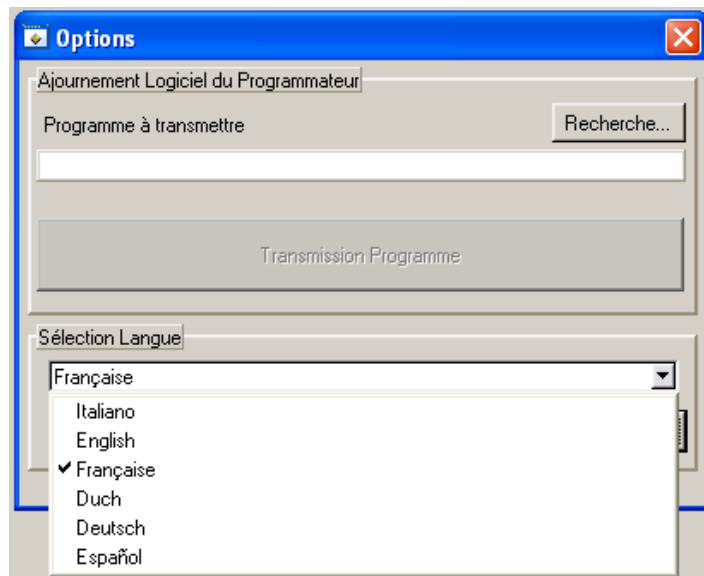 Options
Ajournement Logiciel du Programmateur
Programme à transmettre
Recherche...
Transmission Programme
Sélection Langue
Française
Italiano
English
Française
Duch
Deutsch
Español